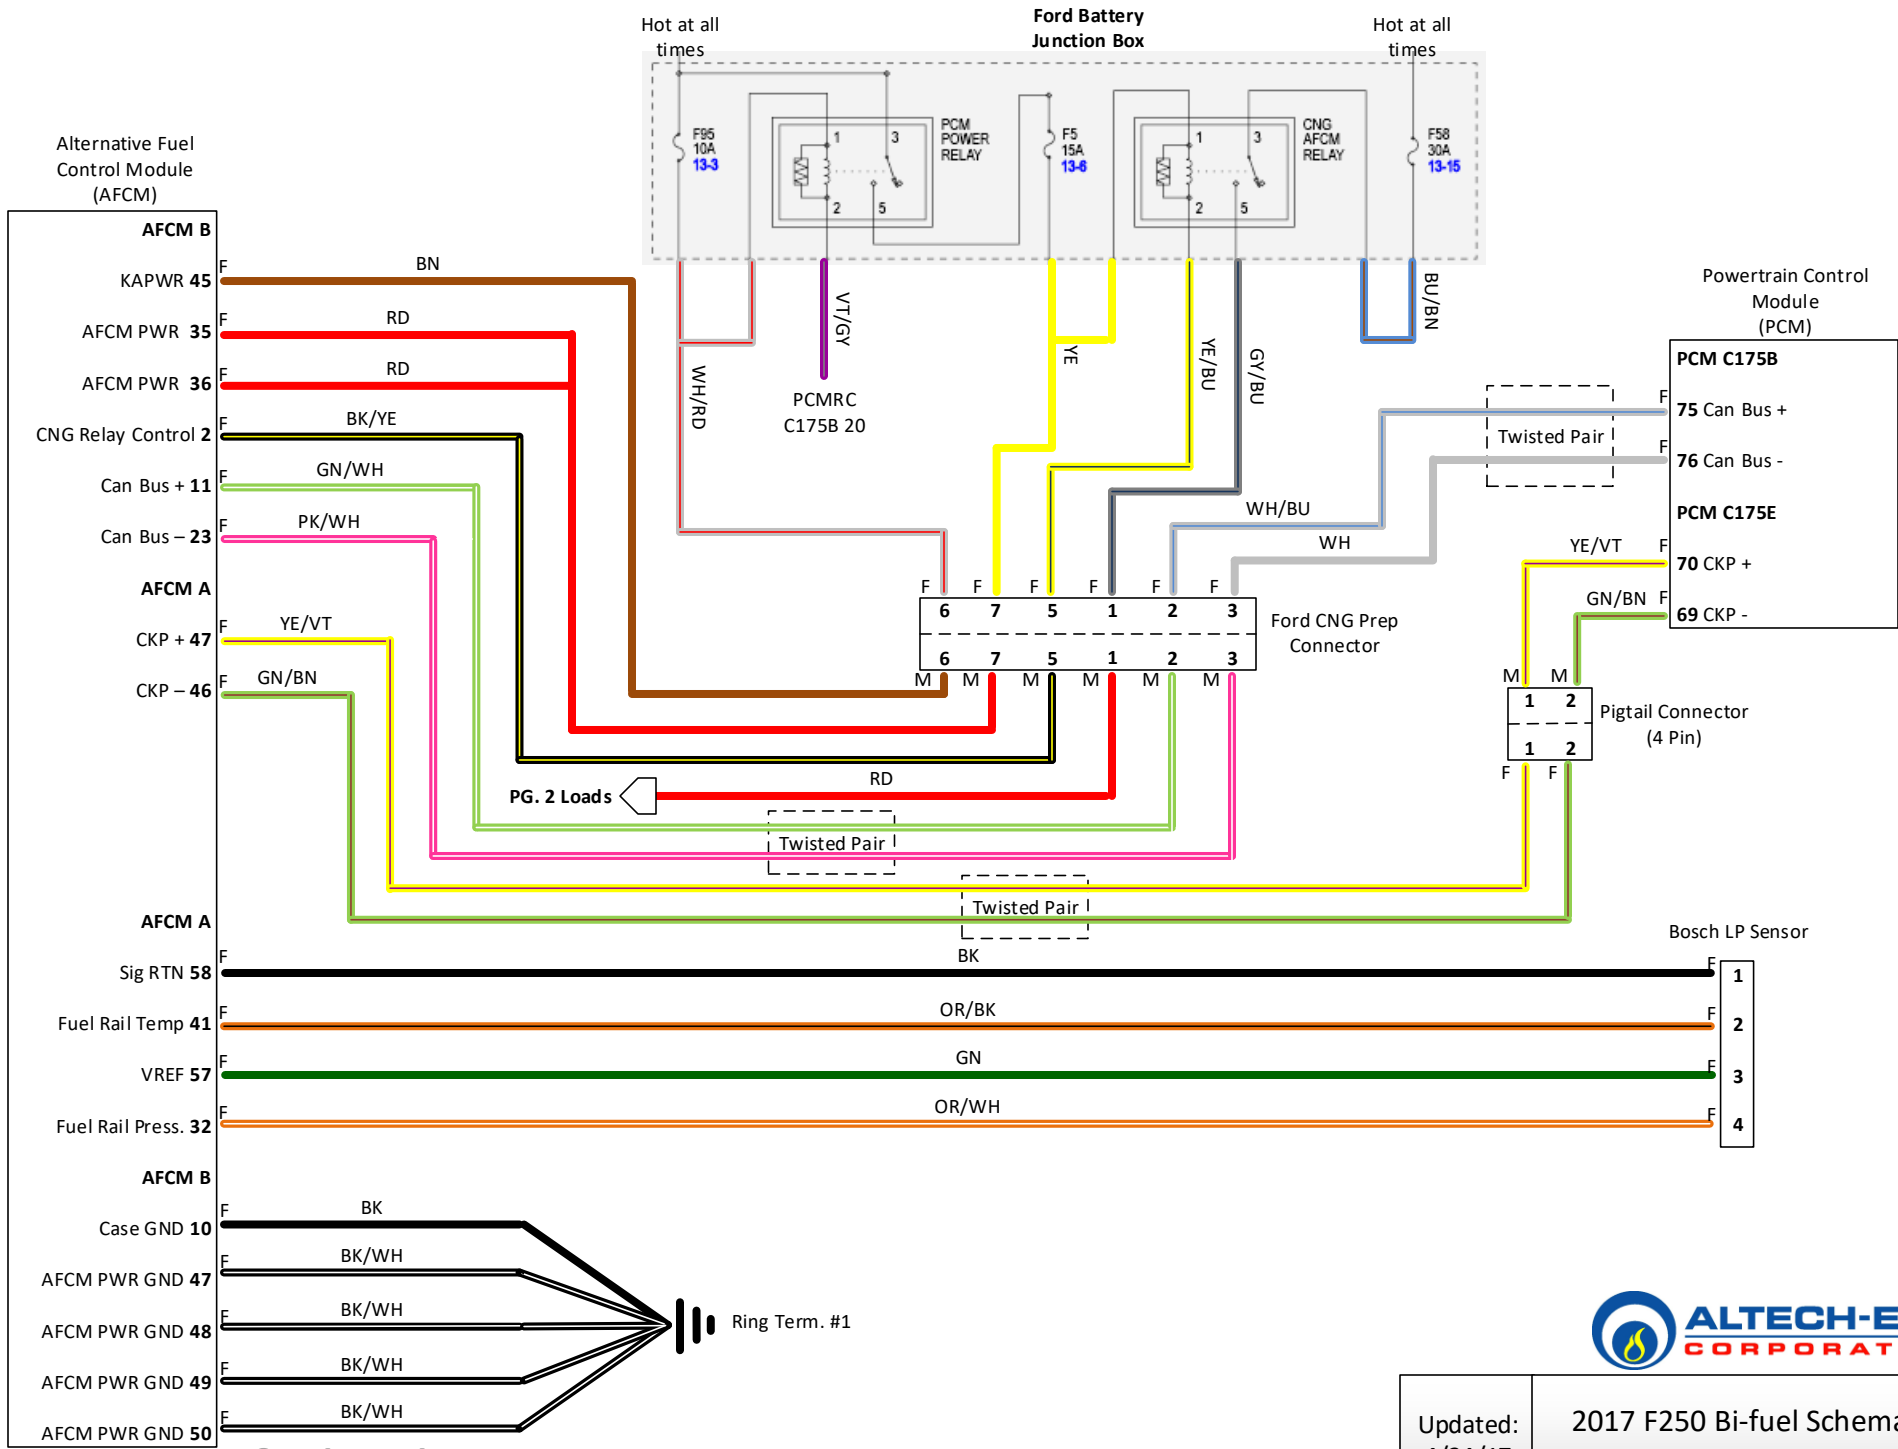 Hot at all
times
Ford Battery
Junction Box
Hot at all
times
F95
10A
13-3
1
3
2
5
PCM
POWER
RELAY
F5
15A
13-6
1
3
2
5
CNG
AFCM
RELAY
F58
30A
13-15
Alternative Fuel
Control Module
(AFCM)
AFCM B
KAPWR 45
F
BN
AFCM PWR 35
F
RD
AFCM PWR 36
F
RD
CNG Relay Control 2
F
BK/YE
Can Bus + 11
F
GN/WH
Can Bus – 23
F
PK/WH
AFCM A
CKP + 47
F
YE/VT
CKP – 46
F
GN/BN
WH/RD
VT/GY
PCMRC
C175B 20
YE
YE/BU
GY/BU
BU/BN
Powertrain Control
Module
(PCM)
PCM C175B
F
75 Can Bus +
F
76 Can Bus -
Twisted Pair
PCM C175E
F
70 CKP +
F
69 CKP -
WH/BU
WH
YE/VT
GN/BN
F F F F F F
6 7 5 1 2 3
6 7 5 1 2 3
M M M M M M
Ford CNG Prep
Connector
M M
1 2
1 2
F F
Pigtail Connector
(4 Pin)
RD
PG. 2 Loads
Twisted Pair
Twisted Pair
AFCM A
Sig RTN 58
F
BK
Fuel Rail Temp 41
F
OR/BK
VREF 57
F
GN
Fuel Rail Press. 32
F
OR/WH
Bosch LP Sensor
F
1
F
2
F
3
F
4
AFCM B
Case GND 10
F
BK
AFCM PWR GND 47
F
BK/WH
AFCM PWR GND 48
F
BK/WH
AFCM PWR GND 49
F
BK/WH
AFCM PWR GND 50
F
BK/WH
Ring Term. #1
ALTECH-E
CORPORAT
Updated:
2017 F250 Bi-fuel Schema